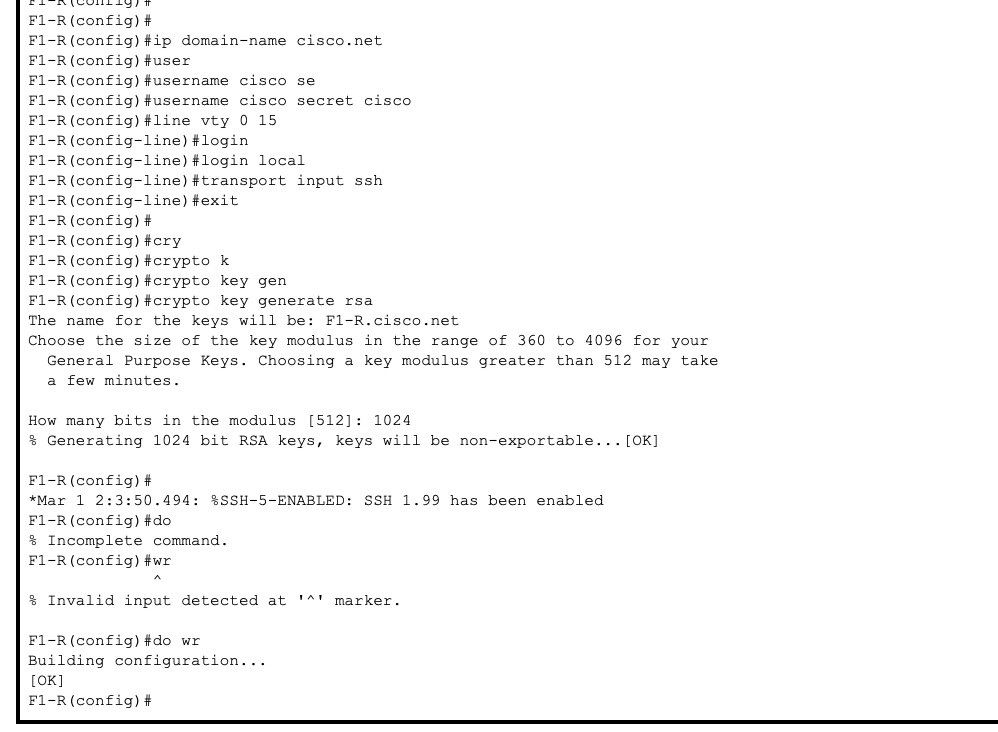 F1-R(config)#
F1-R(config)#
F1-R(config)#ip domain-name cisco.net
F1-R(config)#user
F1-R(config)#username cisco se
F1-R(config)#username cisco secret cisco
F1-R(config)#line vty 0 15
F1-R(config-line)#login
F1-R(config-line)#login local
F1-R(config-line)#transport input ssh
F1-R(config-line)#exit
F1-R(config)#
F1-R(config)#cry
F1-R(config)#crypto k
F1-R(config)#crypto key gen
F1-R(config)#crypto key generate rsa
The name for the keys will be: F1-R.cisco.net
Choose the size of the key modulus in the range of 360 to 4096 for your
  General Purpose Keys. Choosing a key modulus greater than 512 may take
  a few minutes.

How many bits in the modulus [512]: 1024
% Generating 1024 bit RSA keys, keys will be non-exportable...[OK]

F1-R(config)#
*Mar 1 2:3:50.494: %SSH-5-ENABLED: SSH 1.99 has been enabled
F1-R(config)#do
% Incomplete command.
F1-R(config)#wr
             ^
% Invalid input detected at '^' marker.

F1-R(config)#do wr
Building configuration...
[OK]
F1-R(config)#